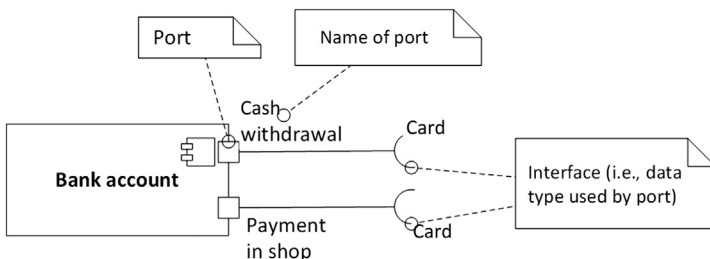 Port
Name of port
Cash
withdrawal
Card
Bank account
Interface (i.e., data
type used by port)
Payment
in shop
Card